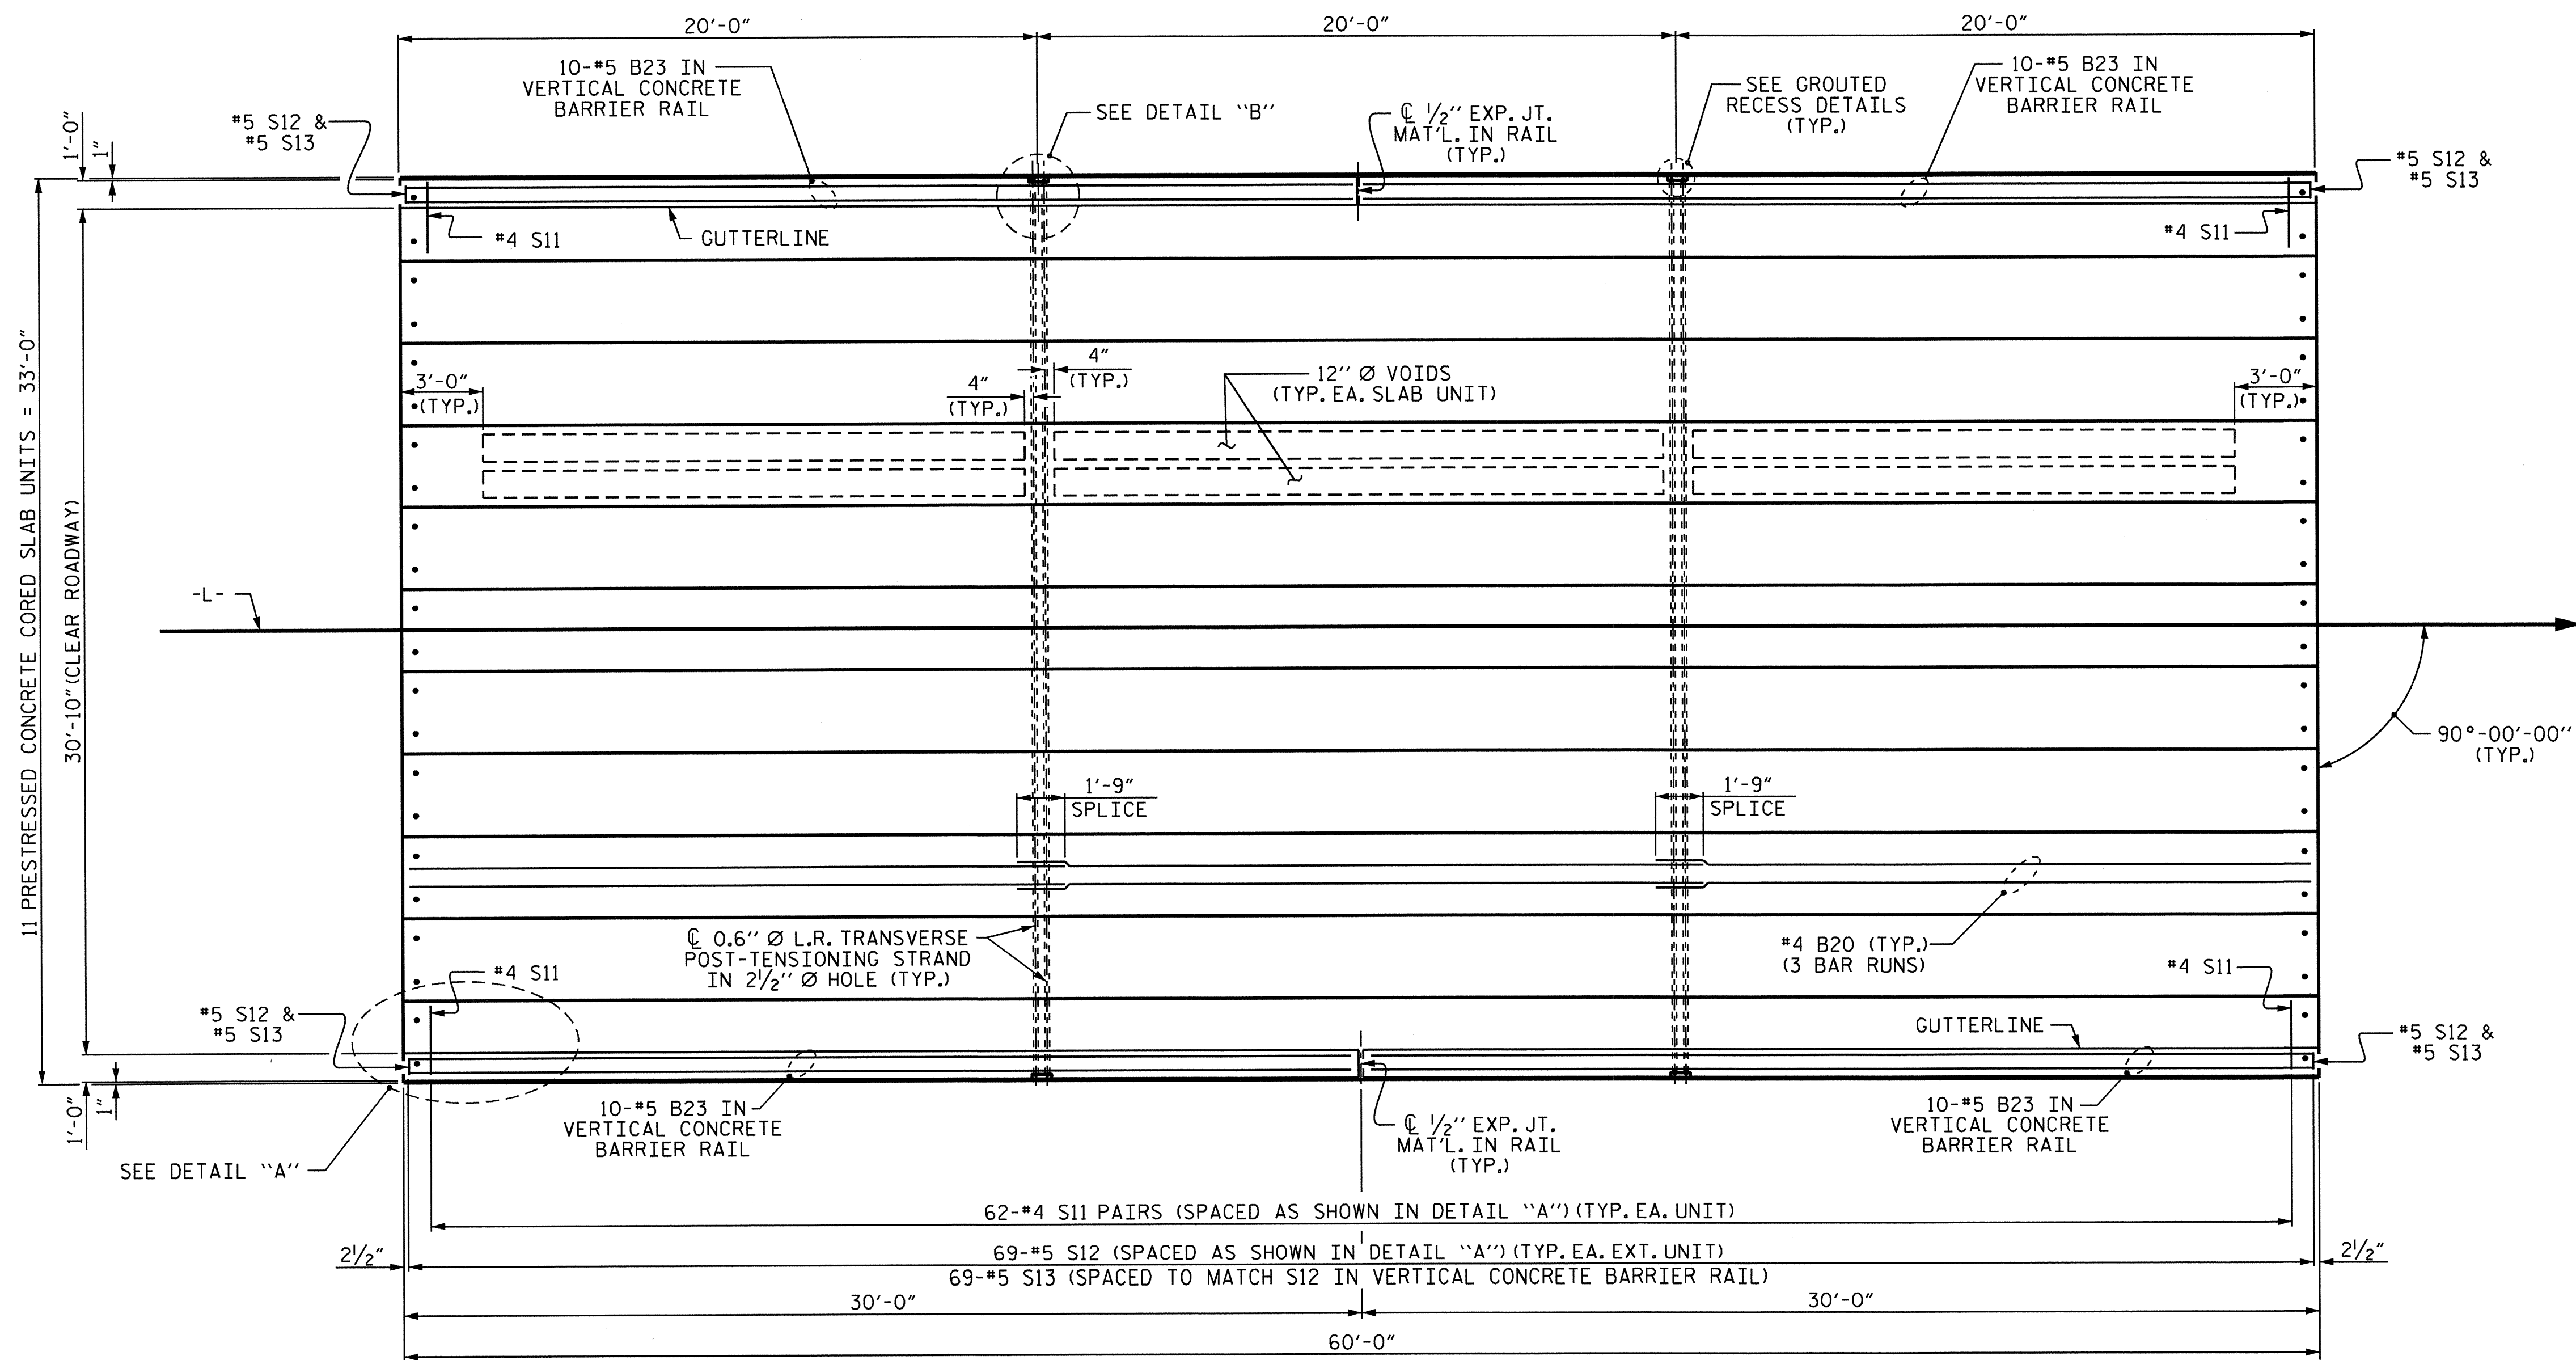 20'-0"
20'-0"
20'-0"
10-#5 B23 IN
VERTICAL CONCRETE
BARRIER RAIL
SEE DETAIL "B"
℄ 1/2" EXP. JT.
MAT'L. IN RAIL
(TYP.)
SEE GROUTED
RECESS DETAILS
(TYP.)
10-#5 B23 IN
VERTICAL CONCRETE
BARRIER RAIL
#5 S12 &
#5 S13
1'-0"
1"
#5 S12 &
#5 S13
#4 S11
GUTTERLINE
#4 S11
11 PRESTRESSED CONCRETE CORED SLAB UNITS = 33'-0"
30'-10" (CLEAR ROADWAY)
3'-0"
(TYP.)
4"
(TYP.)
4"
(TYP.)
12" Ø VOIDS
(TYP. EA. SLAB UNIT)
3'-0"
(TYP.)
-L-
90°-00'-00"
(TYP.)
1'-9"
SPLICE
1'-9"
SPLICE
℄ 0.6" Ø L.R. TRANSVERSE
POST-TENSIONING STRAND
IN 2 1/2" Ø HOLE (TYP.)
#4 B20 (TYP.)
(3 BAR RUNS)
#4 S11
#4 S11
#5 S12 &
#5 S13
GUTTERLINE
#5 S12 &
#5 S13
1'-0"
1"
SEE DETAIL "A"
10-#5 B23 IN
VERTICAL CONCRETE
BARRIER RAIL
℄ 1/2" EXP. JT.
MAT'L. IN RAIL
(TYP.)
10-#5 B23 IN
VERTICAL CONCRETE
BARRIER RAIL
62-#4 S11 PAIRS (SPACED AS SHOWN IN DETAIL "A") (TYP. EA. UNIT)
2 1/2"
69-#5 S12 (SPACED AS SHOWN IN DETAIL "A") (TYP. EA. EXT. UNIT)
2 1/2"
69-#5 S13 (SPACED TO MATCH S12 IN VERTICAL CONCRETE BARRIER RAIL)
30'-0"
30'-0"
60'-0"